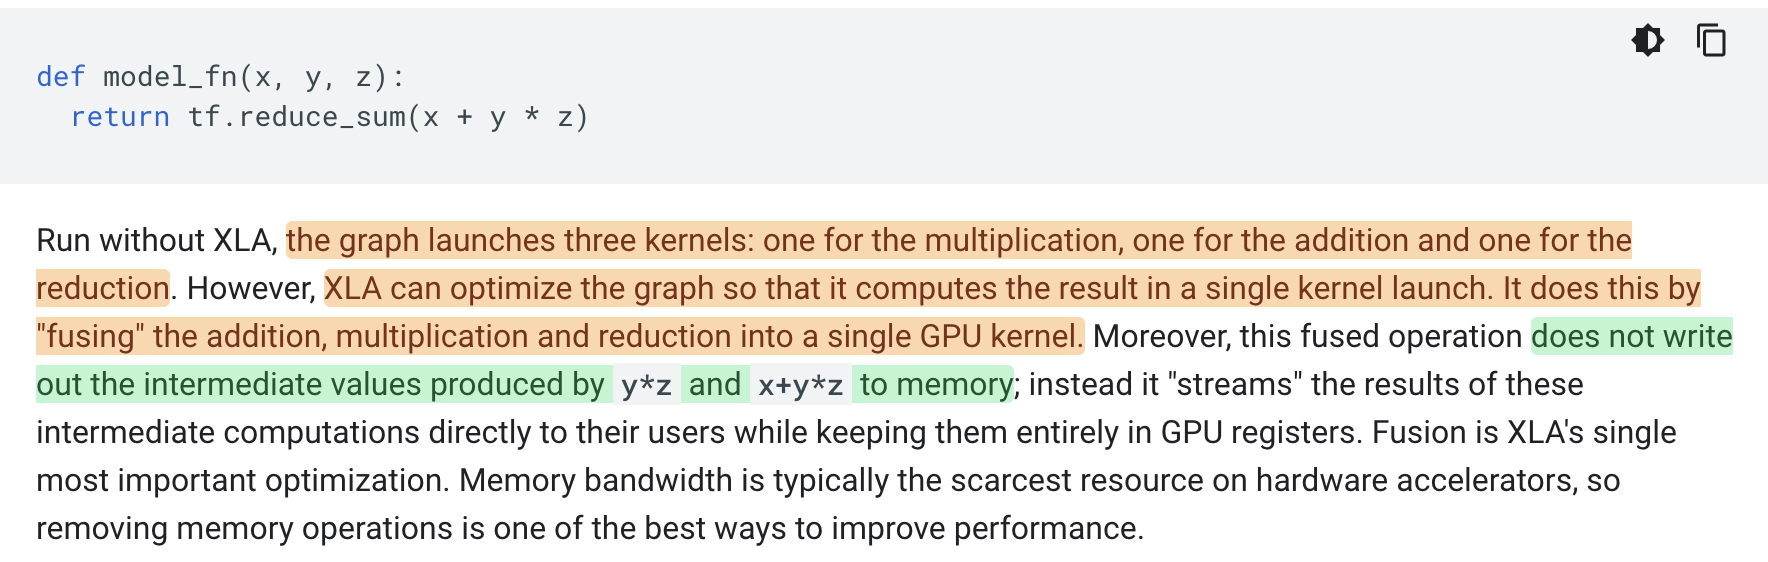 def model_fn(x, y, z):
  return tf.reduce_sum(x + y * z)
Run without XLA, the graph launches three kernels: one for the multiplication, one for the addition and one for the
reduction. However, XLA can optimize the graph so that it computes the result in a single kernel launch. It does this by
"fusing" the addition, multiplication and reduction into a single GPU kernel. Moreover, this fused operation does not write
out the intermediate values produced by y*z and x+y*z to memory; instead it "streams" the results of these
intermediate computations directly to their users while keeping them entirely in GPU registers. Fusion is XLA's single
most important optimization. Memory bandwidth is typically the scarcest resource on hardware accelerators, so
removing memory operations is one of the best ways to improve performance.